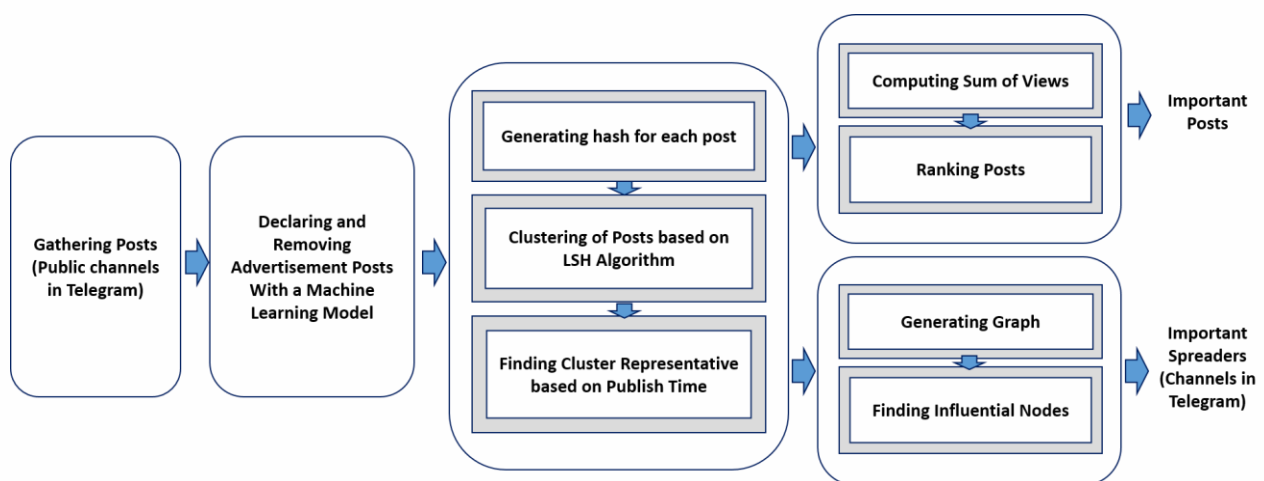 Gathering Posts
(Public channels
in Telegram)
Declaring and
Removing
Advertisement Posts
With a Machine
Learning Model
Generating hash for each post
Clustering of Posts based on
LSH Algorithm
Finding Cluster Representative
based on Publish Time
Computing Sum of Views
Ranking Posts
Important
Posts
Generating Graph
Finding Influential Nodes
Important
Spreaders
(Channels in
Telegram)